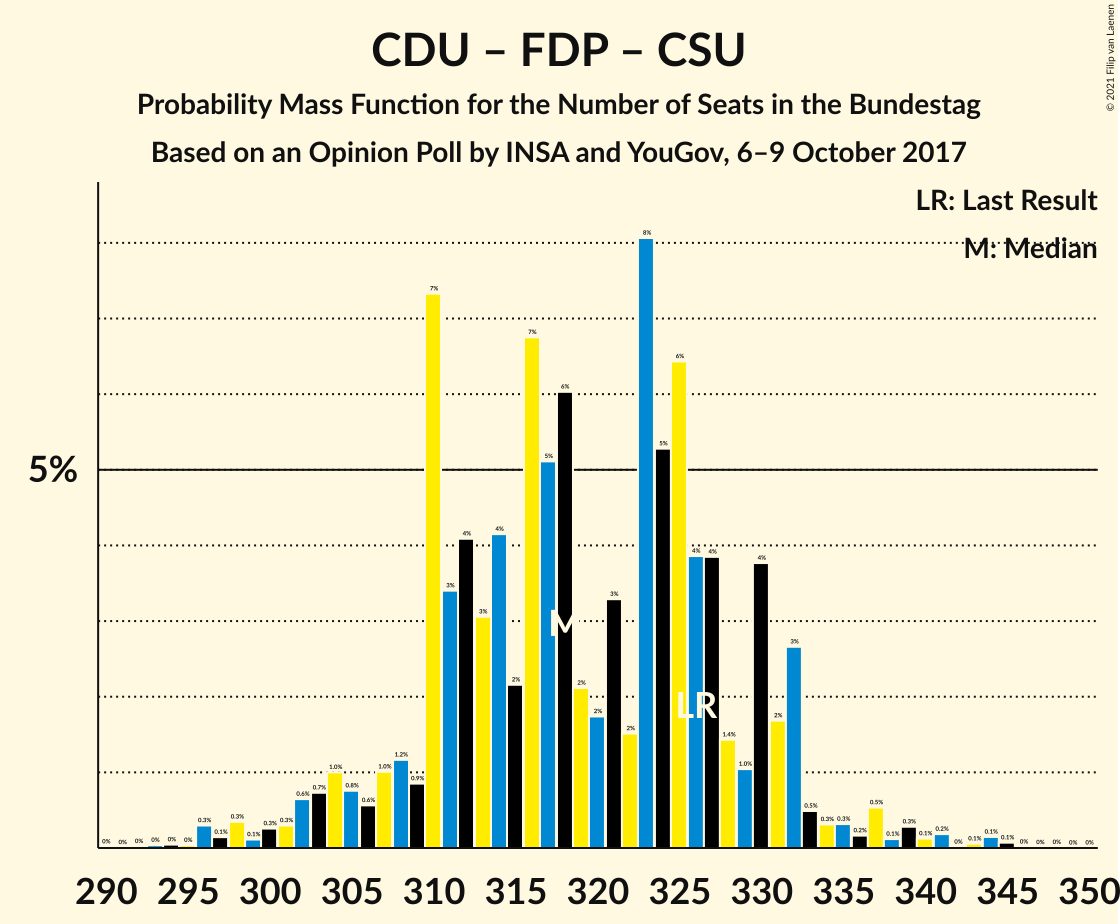 CDU – FDP – CSU
Probability Mass Function for the Number of Seats in the Bundestag
Based on an Opinion Poll by INSA and YouGov, 6–9 October 2017
© 2021 Filip van Laenen
LR: Last Result
M: Median
5%
0% 0% 0% 0% 0% 0% 0.3% 0.1% 0.3% 0.1% 0.3% 0.3% 0.6% 0.7% 1.0% 0.8% 0.6% 1.0% 1.2% 0.9% 7% 3% 4% 3% 4% 2% 7% 5% 6% 2% 2% 3% 2% 8% 5% 6% 4% 4% 1.4% 1.0% 4% 2% 3% 0.5% 0.3% 0.3% 0.2% 0.5% 0.1% 0.3% 0.1% 0.2% 0% 0.1% 0.1% 0.1% 0% 0% 0% 0% 0%
M
LR
290 295 300 305 310 315 320 325 330 335 340 345 350